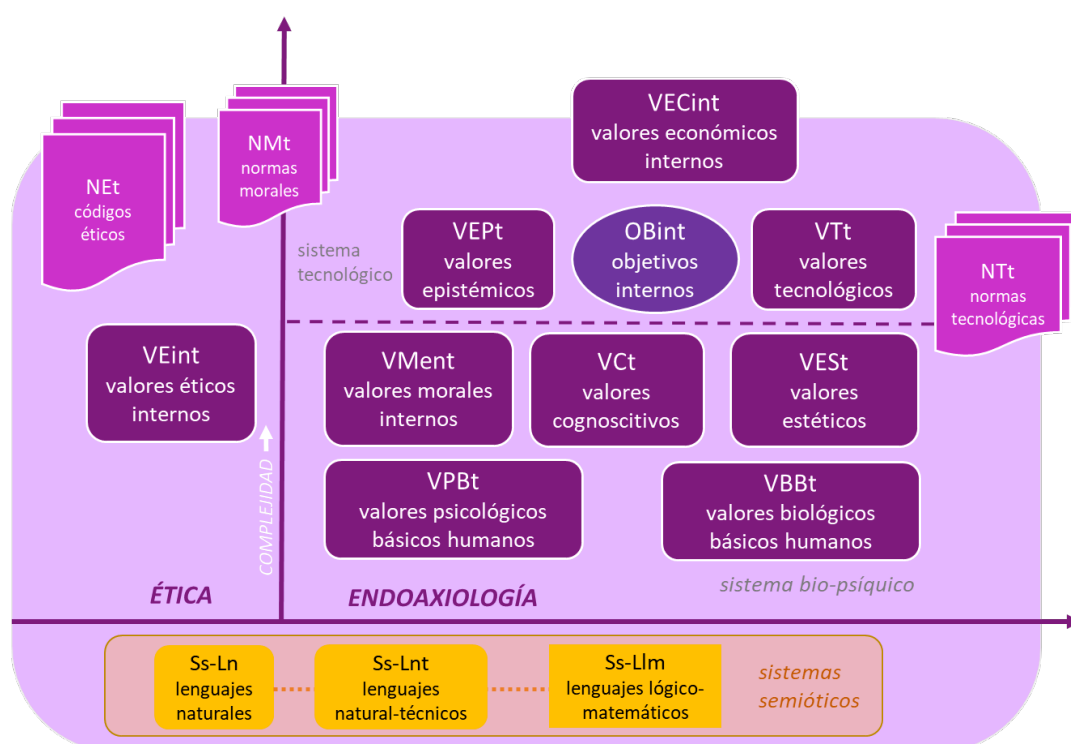 VECint
valores económicos
internos
NMt
normas
morales
NEt
códigos
éticos
sistema
tecnológico
VEPt
valores
epistémicos
OBint
objetivos
internos
VTt
valores
tecnológicos
NTt
normas
tecnológicas
VEint
valores éticos
internos
VMent
valores morales
internos
VCt
valores
cognoscitivos
VESt
valores
estéticos
COMPLEJIDAD
VPBt
valores psicológicos
básicos humanos
VBBt
valores biológicos
básicos humanos
sistema bio-psíquico
ÉTICA
ENDOAXIOLOGÍA
Ss-Ln
lenguajes
naturales
Ss-Lnt
lenguajes
natural-técnicos
Ss-Llm
lenguajes lógico-
matemáticos
sistemas
semióticos